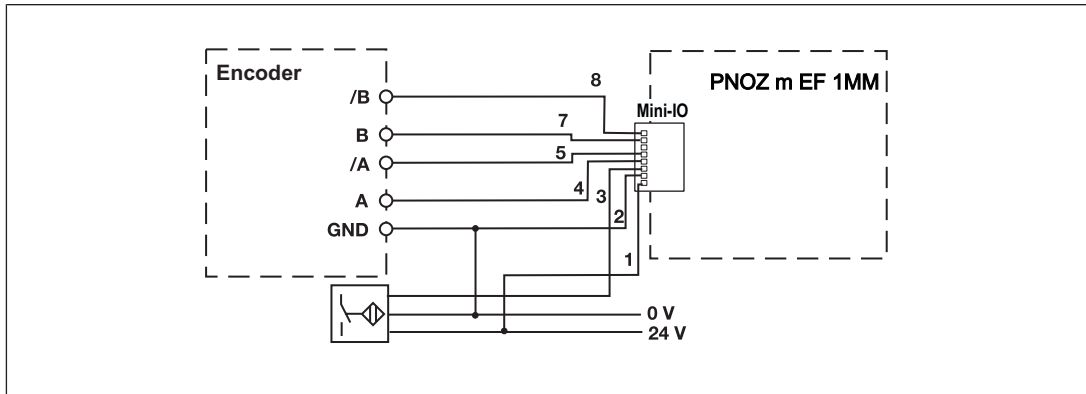 Encoder
PNOZ m EF 1MM
Mini-IO
/B
8
B
7
/A
5
A
4
3
GND
2
1
0 V
24 V